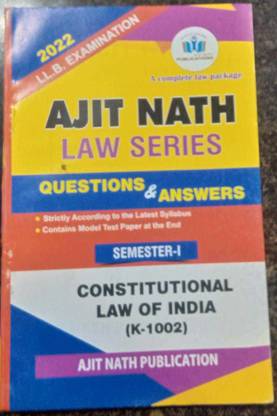 2022
LL.B. EXAMINATION
PUBLICATIONS
A complete law package
AJIT NATH
LAW SERIES
QUESTIONS & ANSWERS
• Strictly According to the Latest Syllabus
• Contains Model Test Paper at the End
SEMESTER-I
CONSTITUTIONAL
LAW OF INDIA
(K-1002)
AJIT NATH PUBLICATION